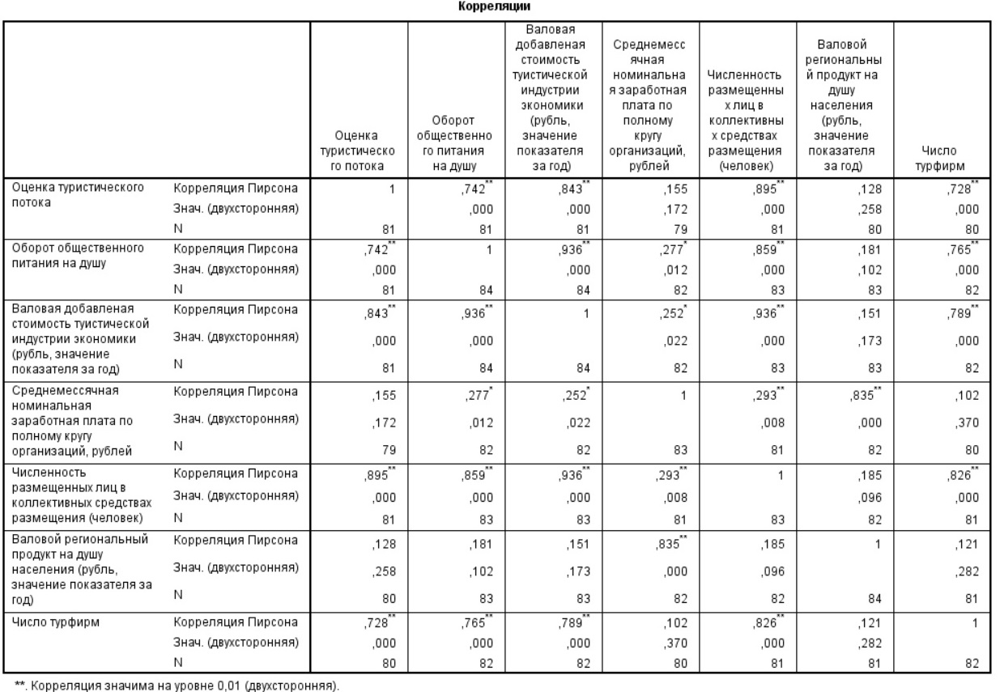 Корреляции
Оценка
туристическо
го потока
Оборот
общественно
го питания
на душу
Валовая
добавленая
стоимость
туистической
индустрии
экономики
(рубль,
значение
показателя
за год)
Среднемесс
ячная
номинальна
я заработная
плата по
полному
кругу
организаций,
рублей
Численность
размещенны
х лиц в
коллективны
х средствах
размещения
(человек)
Валовой
региональны
й продукт на
душу
населения
(рубль,
значение
показателя
за год)
Число
турфирм
Оценка туристического
потока
Корреляция Пирсона 1 ,742** ,843** ,155 ,895** ,128 ,728**
Знач. (двухсторонняя) ,000 ,000 ,172 ,000 ,258 ,000
N 81 81 81 79 81 80 80
Оборот общественного
питания на душу
Корреляция Пирсона ,742** 1 ,936** ,277* ,859** ,181 ,765**
Знач. (двухсторонняя) ,000 ,000 ,012 ,000 ,102 ,000
N 81 84 84 82 83 83 82
Валовая добавленая
стоимость туистической
индустрии экономики
(рубль, значение
показателя за год)
Корреляция Пирсона ,843** ,936** 1 ,252* ,936** ,151 ,789**
Знач. (двухсторонняя) ,000 ,000 ,022 ,000 ,173 ,000
N 81 84 84 82 83 83 82
Среднемессячная
номинальная
заработная плата по
полному кругу
организаций, рублей
Корреляция Пирсона ,155 ,277* ,252* 1 ,293** ,835** ,102
Знач. (двухсторонняя) ,172 ,012 ,022 ,008 ,000 ,370
N 79 82 82 83 81 82 80
Численность
размещенных лиц в
коллективных средствах
размещения (человек)
Корреляция Пирсона ,895** ,859** ,936** ,293** 1 ,185 ,826**
Знач. (двухсторонняя) ,000 ,000 ,000 ,008 ,096 ,000
N 81 83 83 81 83 82 81
Валовой региональный
продукт на душу
населения (рубль,
значение показателя за
год)
Корреляция Пирсона ,128 ,181 ,151 ,835** ,185 1 ,121
Знач. (двухсторонняя) ,258 ,102 ,173 ,000 ,096 ,282
N 80 83 83 82 82 84 81
Число турфирм
Корреляция Пирсона ,728** ,765** ,789** ,102 ,826** ,121 1
Знач. (двухсторонняя) ,000 ,000 ,000 ,370 ,000 ,282
N 80 82 82 80 81 81 82
**. Корреляция значима на уровне 0,01 (двухсторонняя).